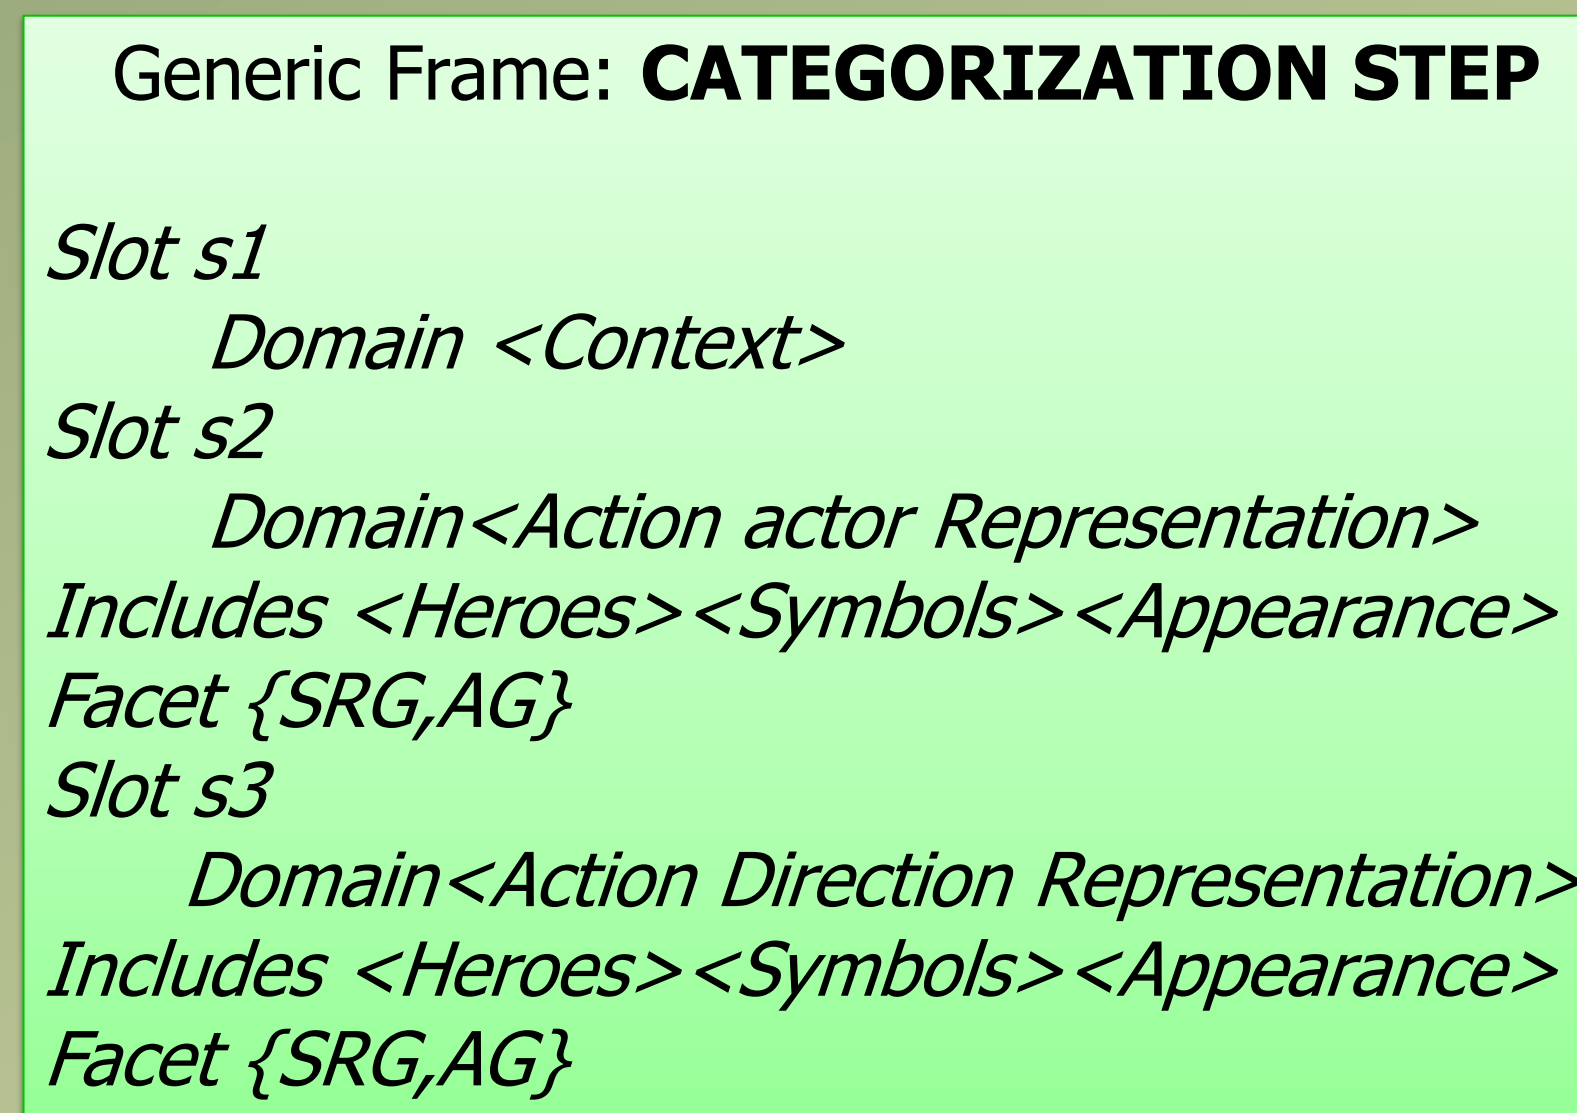 Generic Frame: CATEGORIZATION STEP
Slot s1
Domain <Context>
Slot s2
Domain<Action actor Representation>
Includes <Heroes><Symbols><Appearance>
Facet {SRG,AG}
Slot s3
Domain<Action Direction Representation>
Includes <Heroes><Symbols><Appearance>
Facet {SRG,AG}